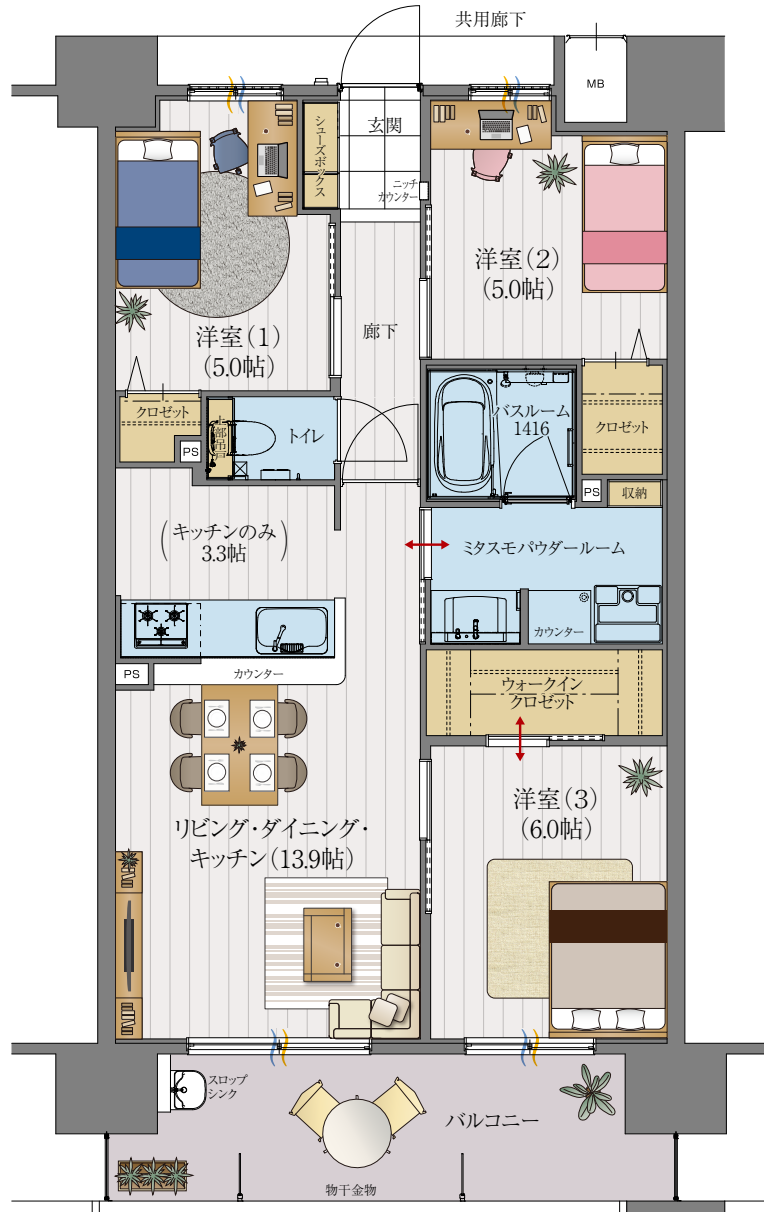 共用廊下
MB
シューズボックス
玄関
ニッチ
カウンター
洋室(2)
(5.0帖)
洋室(1)
(5.0帖)
廊下
クロゼット
PS
上部吊戸
トイレ
バスルーム
1416
クロゼット
PS
収納
(キッチンのみ)
3.3帖
ミタスモパウダールーム
カウンター
PS
カウンター
ウォークイン
クロゼット
洋室(3)
(6.0帖)
リビング・ダイニング・
キッチン(13.9帖)
スロップ
シンク
バルコニー
物干金物